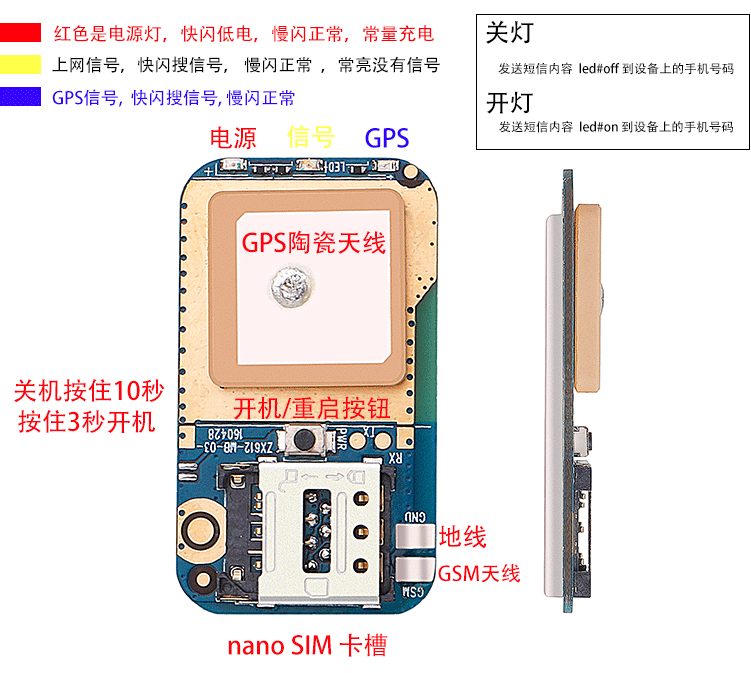 红色是电源灯，快闪低电，慢闪正常，常量充电
上网信号，快闪搜信号，慢闪正常，常亮没有信号
GPS信号, 快闪搜信号, 慢闪正常
关灯
发送短信内容 led#off 到设备上的手机号码
开灯
发送短信内容 led#on 到设备上的手机号码
电源 信号 GPS
+ LED -
GPS陶瓷天线
关机按住10秒
按住3秒开机
开机/重启按钮
ZX612-MB-03-
160428
PWR
TX
RX
GND
地线
GSM天线
GSM
nano SIM 卡槽